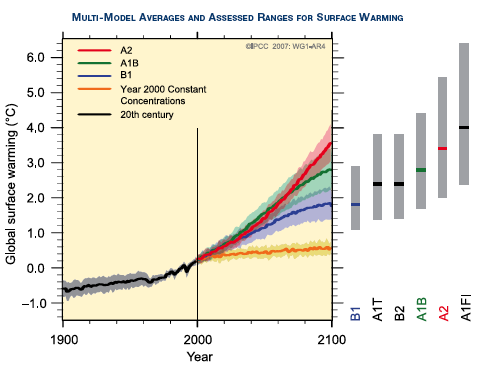 MULTI-MODEL AVERAGES AND ASSESSED RANGES FOR SURFACE WARMING
©IPCC 2007: WG1-AR4
A2
A1B
B1
Year 2000 Constant
Concentrations
20th century
Global surface warming (°C)
6.0
5.0
4.0
3.0
2.0
1.0
0.0
–1.0
1900
2000
2100
Year
B1
A1T
B2
A1B
A2
A1FI